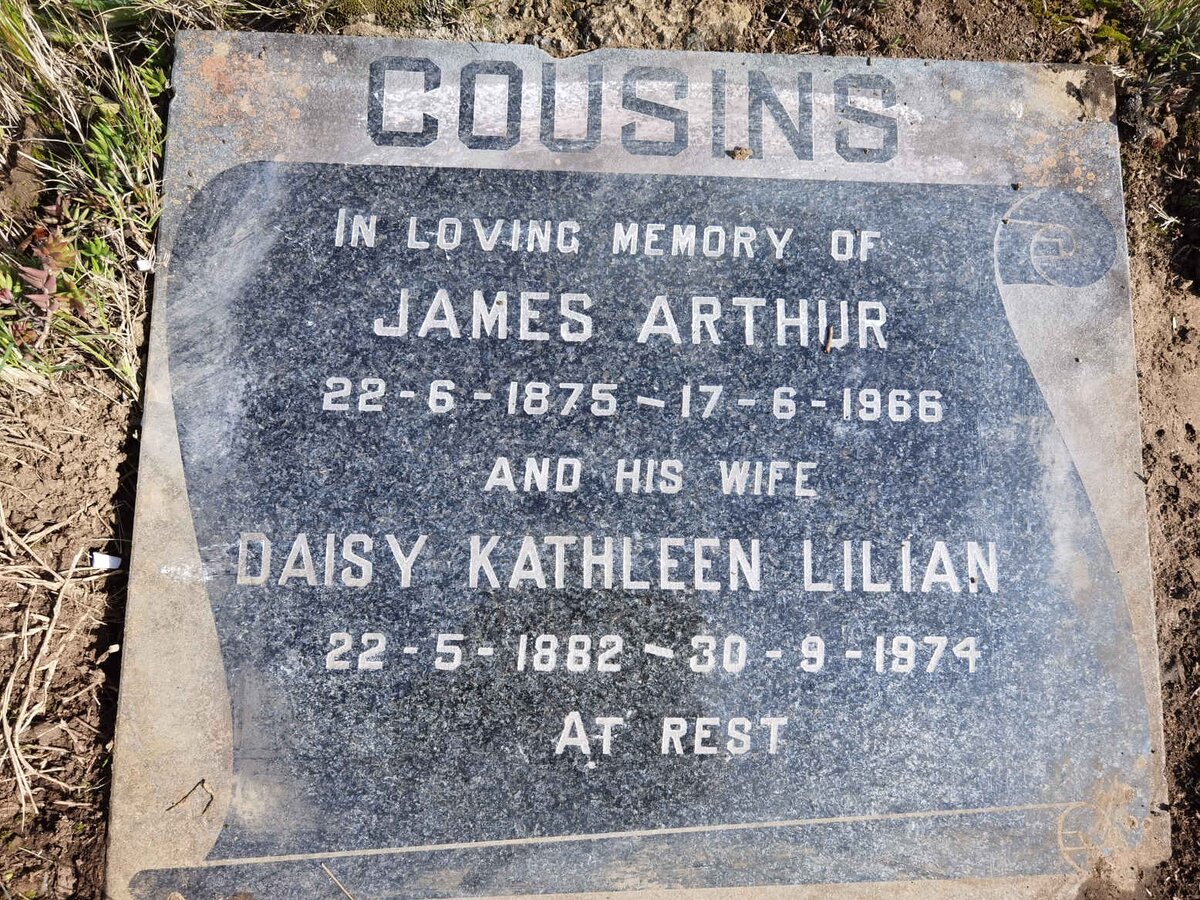 COUSINS
IN LOVING MEMORY OF
JAMES ARTHUR
22-6-1875 - 17-6-1966
AND HIS WIFE
DAISY KATHLEEN LILIAN
22-5-1882 - 30-9-1974
AT REST